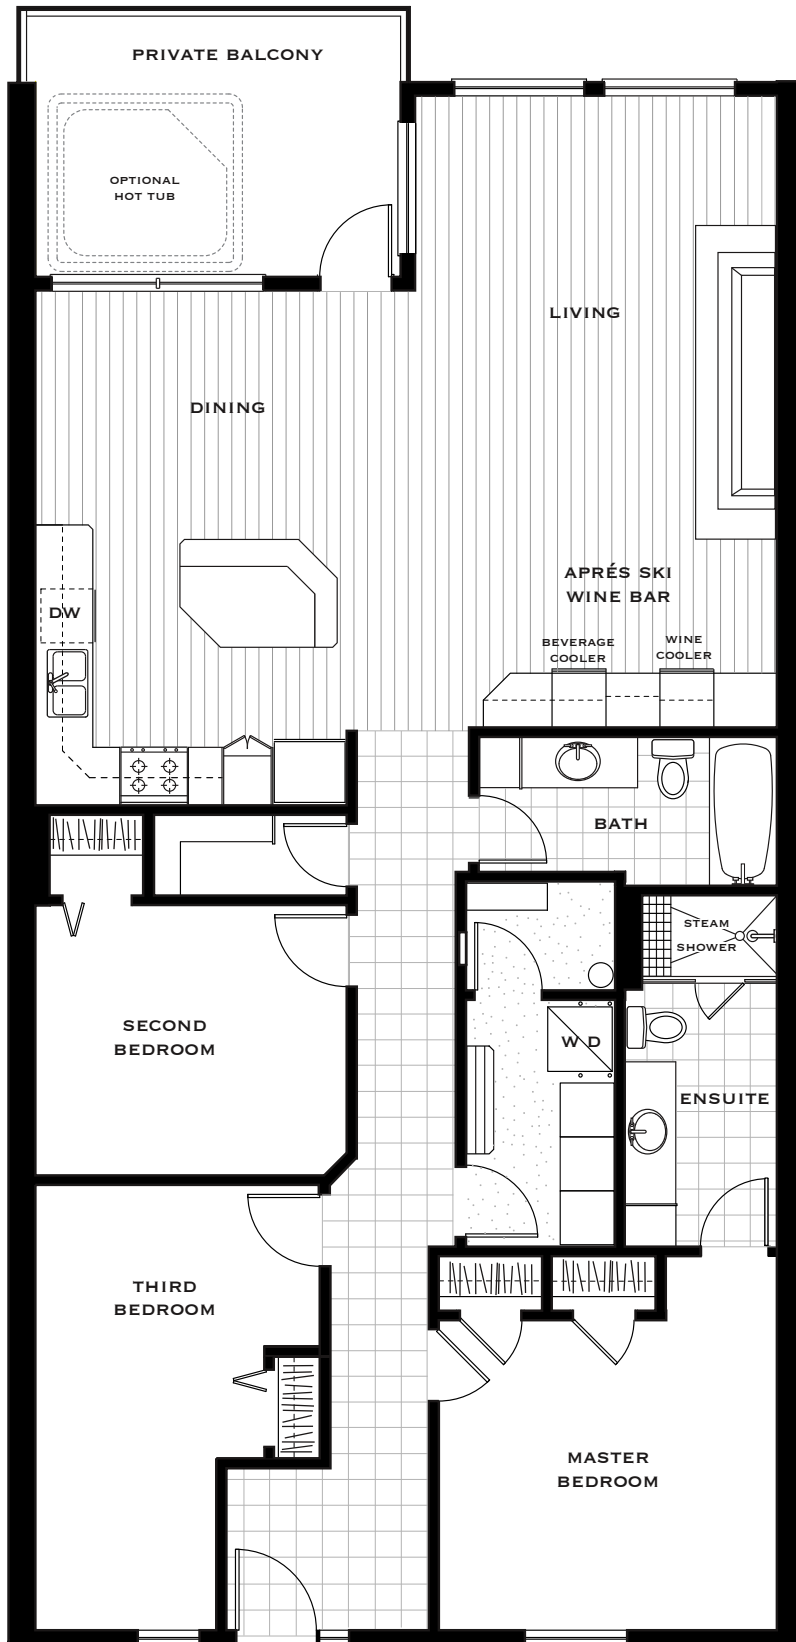 PRIVATE BALCONY
OPTIONAL
HOT TUB
LIVING
DINING
APRÉS SKI
WINE BAR
DW
BEVERAGE
COOLER
WINE
COOLER
BATH
STEAM
SHOWER
SECOND
BEDROOM
W D
ENSUITE
THIRD
BEDROOM
MASTER
BEDROOM